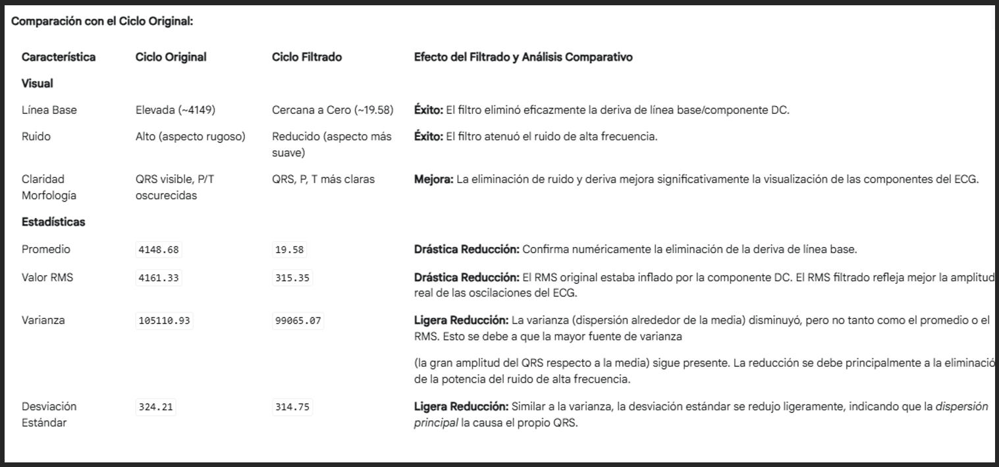 Comparación con el Ciclo Original:
Característica Ciclo Original Ciclo Filtrado Efecto del Filtrado y Análisis Comparativo
Visual
Línea Base Elevada (~4149) Cercana a Cero (~19.58) Éxito: El filtro eliminó eficazmente la deriva de línea base/componente DC.
Ruido Alto (aspecto rugoso) Reducido (aspecto más Éxito: El filtro atenuó el ruido de alta frecuencia.
suave)
Claridad QRS visible, P/T QRS, P, T más claras Mejora: La eliminación de ruido y deriva mejora significativamente la visualización de las componentes del ECG.
Morfología oscurecidas
Estadísticas
Promedio 4148.68 19.58 Drástica Reducción: Confirma numéricamente la eliminación de la deriva de línea base.
Valor RMS 4161.33 315.35 Drástica Reducción: El RMS original estaba inflado por la componente DC. El RMS filtrado refleja mejor la amplitud
real de las oscilaciones del ECG.
Varianza 105110.93 99065.07 Ligera Reducción: La varianza (dispersión alrededor de la media) disminuyó, pero no tanto como el promedio o el
RMS. Esto se debe a que la mayor fuente de varianza
(la gran amplitud del QRS respecto a la media) sigue presente. La reducción se debe principalmente a la eliminació
de la potencia del ruido de alta frecuencia.
Desviación 324.21 314.75 Ligera Reducción: Similar a la varianza, la desviación estándar se redujo ligeramente, indicando que la dispersión
Estándar principal la causa el propio QRS.